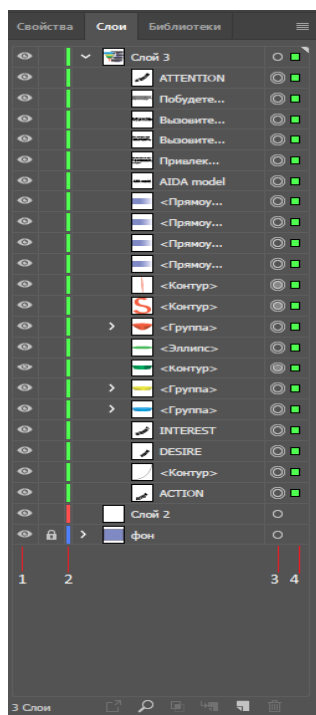 Свойства Слои Библиотеки
Слой 3
ATTENTION
Побудете...
Вызовите...
Вызовите...
Привлек...
AIDA model
<Прямоу...
<Прямоу...
<Прямоу...
<Прямоу...
<Контур>
<Контур>
<Группа>
<Эллипс>
<Контур>
<Группа>
<Группа>
INTEREST
DESIRE
<Контур>
ACTION
Слой 2
фон
1 2 3 4
3 Слои